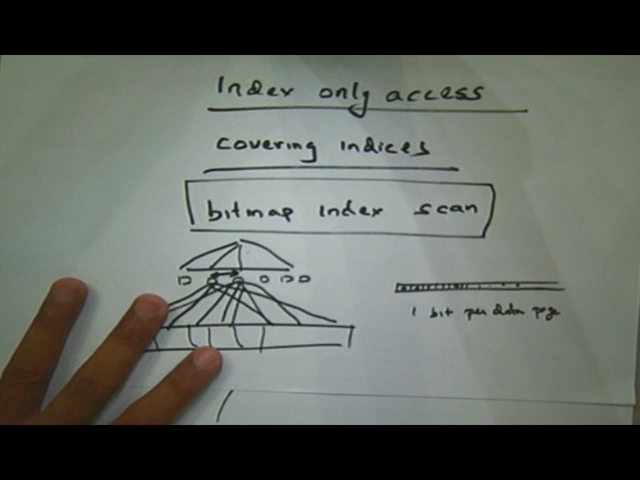 Index only access
covering indices
bitmap index scan
1 bit per data page